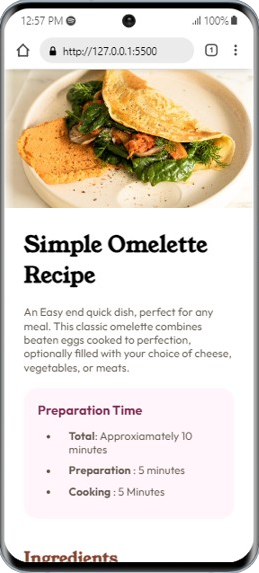 12:57 PM
100%
http://127.0.0.1:5500
1
Simple Omelette
Recipe
An Easy end quick dish, perfect for any
meal. This classic omelette combines
beaten eggs cooked to perfection,
optionally filled with your choice of cheese,
vegetables, or meats.
Preparation Time
• Total: Approxiamately 10
minutes
• Preparation : 5 minutes
• Cooking : 5 Minutes
Ingredients